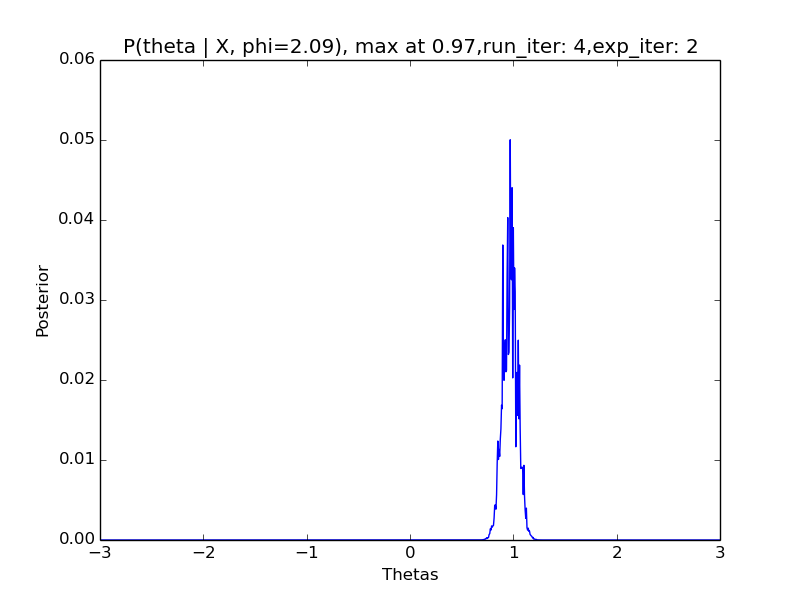 P(theta | X, phi=2.09), max at 0.97,run_iter: 4,exp_iter: 2
0.06
0.05
0.04
0.03
0.02
0.01
0.00
Posterior
−3 −2 −1 0 1 2 3
Thetas